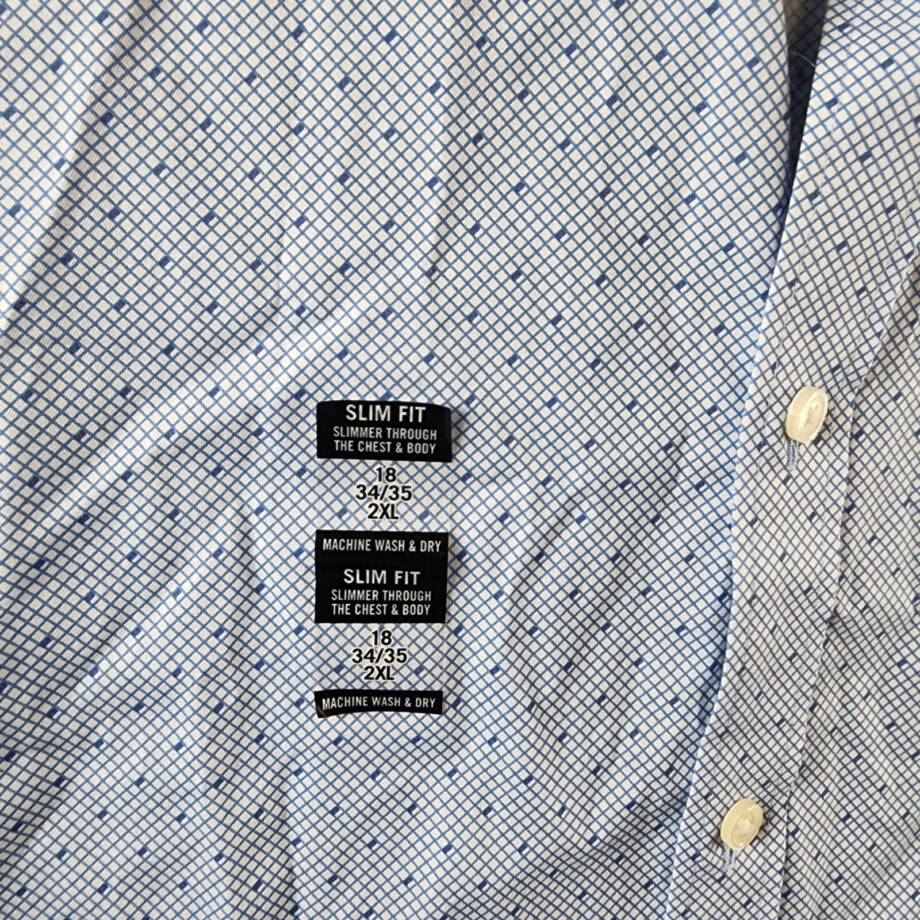 SLIM FIT
SLIMMER THROUGH
THE CHEST & BODY
18
34/35
2XL
MACHINE WASH & DRY
SLIM FIT
SLIMMER THROUGH
THE CHEST & BODY
18
34/35
2XL
MACHINE WASH & DRY